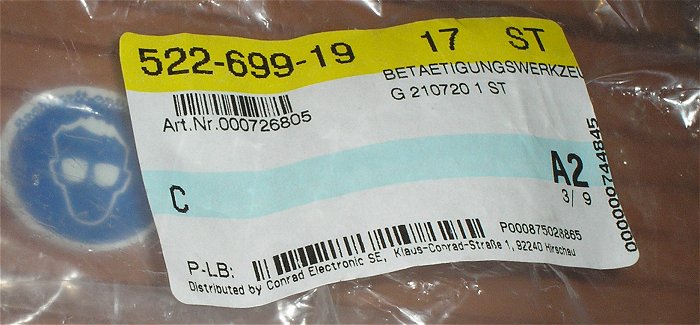 522-699-19 17 ST
BETAETIGUNGSWERKZEU
G 210720 1 ST
Art.Nr.000726805
C A2
3/ 9
000000744845
P-LB: P000875028865
Distributed by Conrad Electronic SE, Klaus-Conrad-Straße 1, 92240 Hirschau